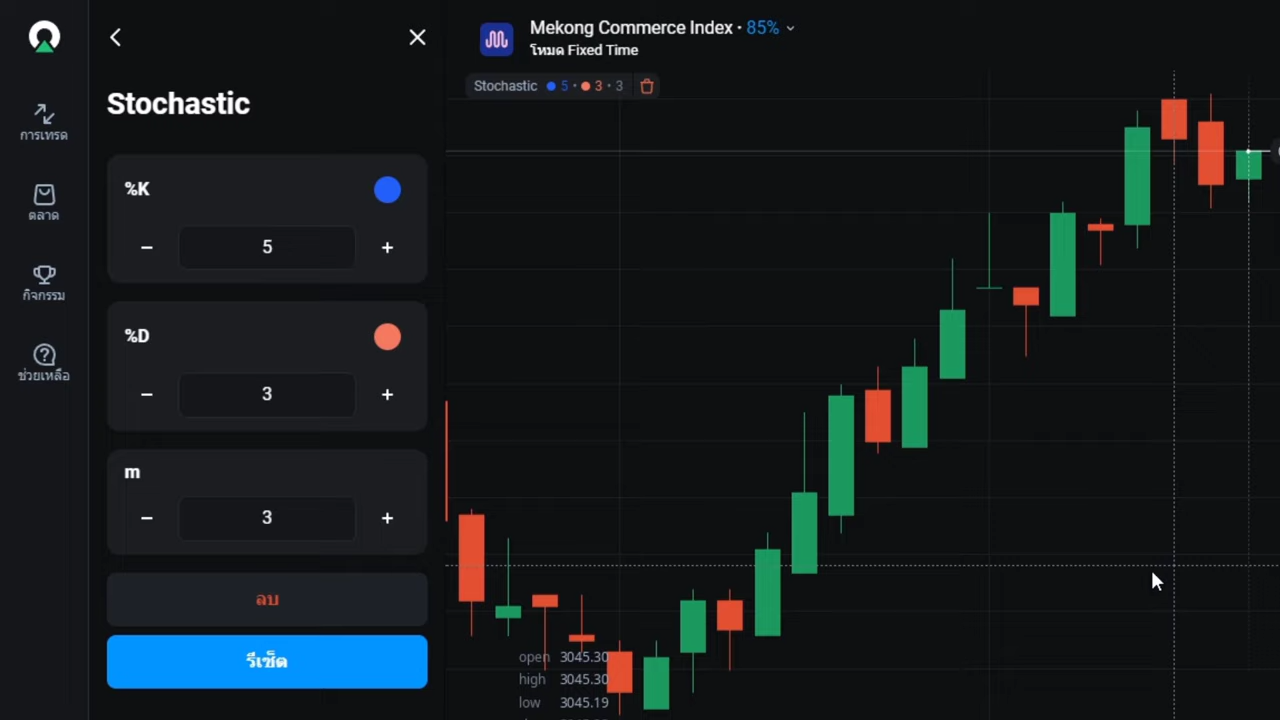 การเทรด
ตลาด
กิจกรรม
ช่วยเหลือ
Stochastic
%K
− 5 +
%D
− 3 +
m
− 3 +
ลบ
รีเซ็ต
Mekong Commerce Index • 85%
โหมด Fixed Time
Stochastic 5 • 3 • 3
open 3045.30
high 3045.30
low 3045.19